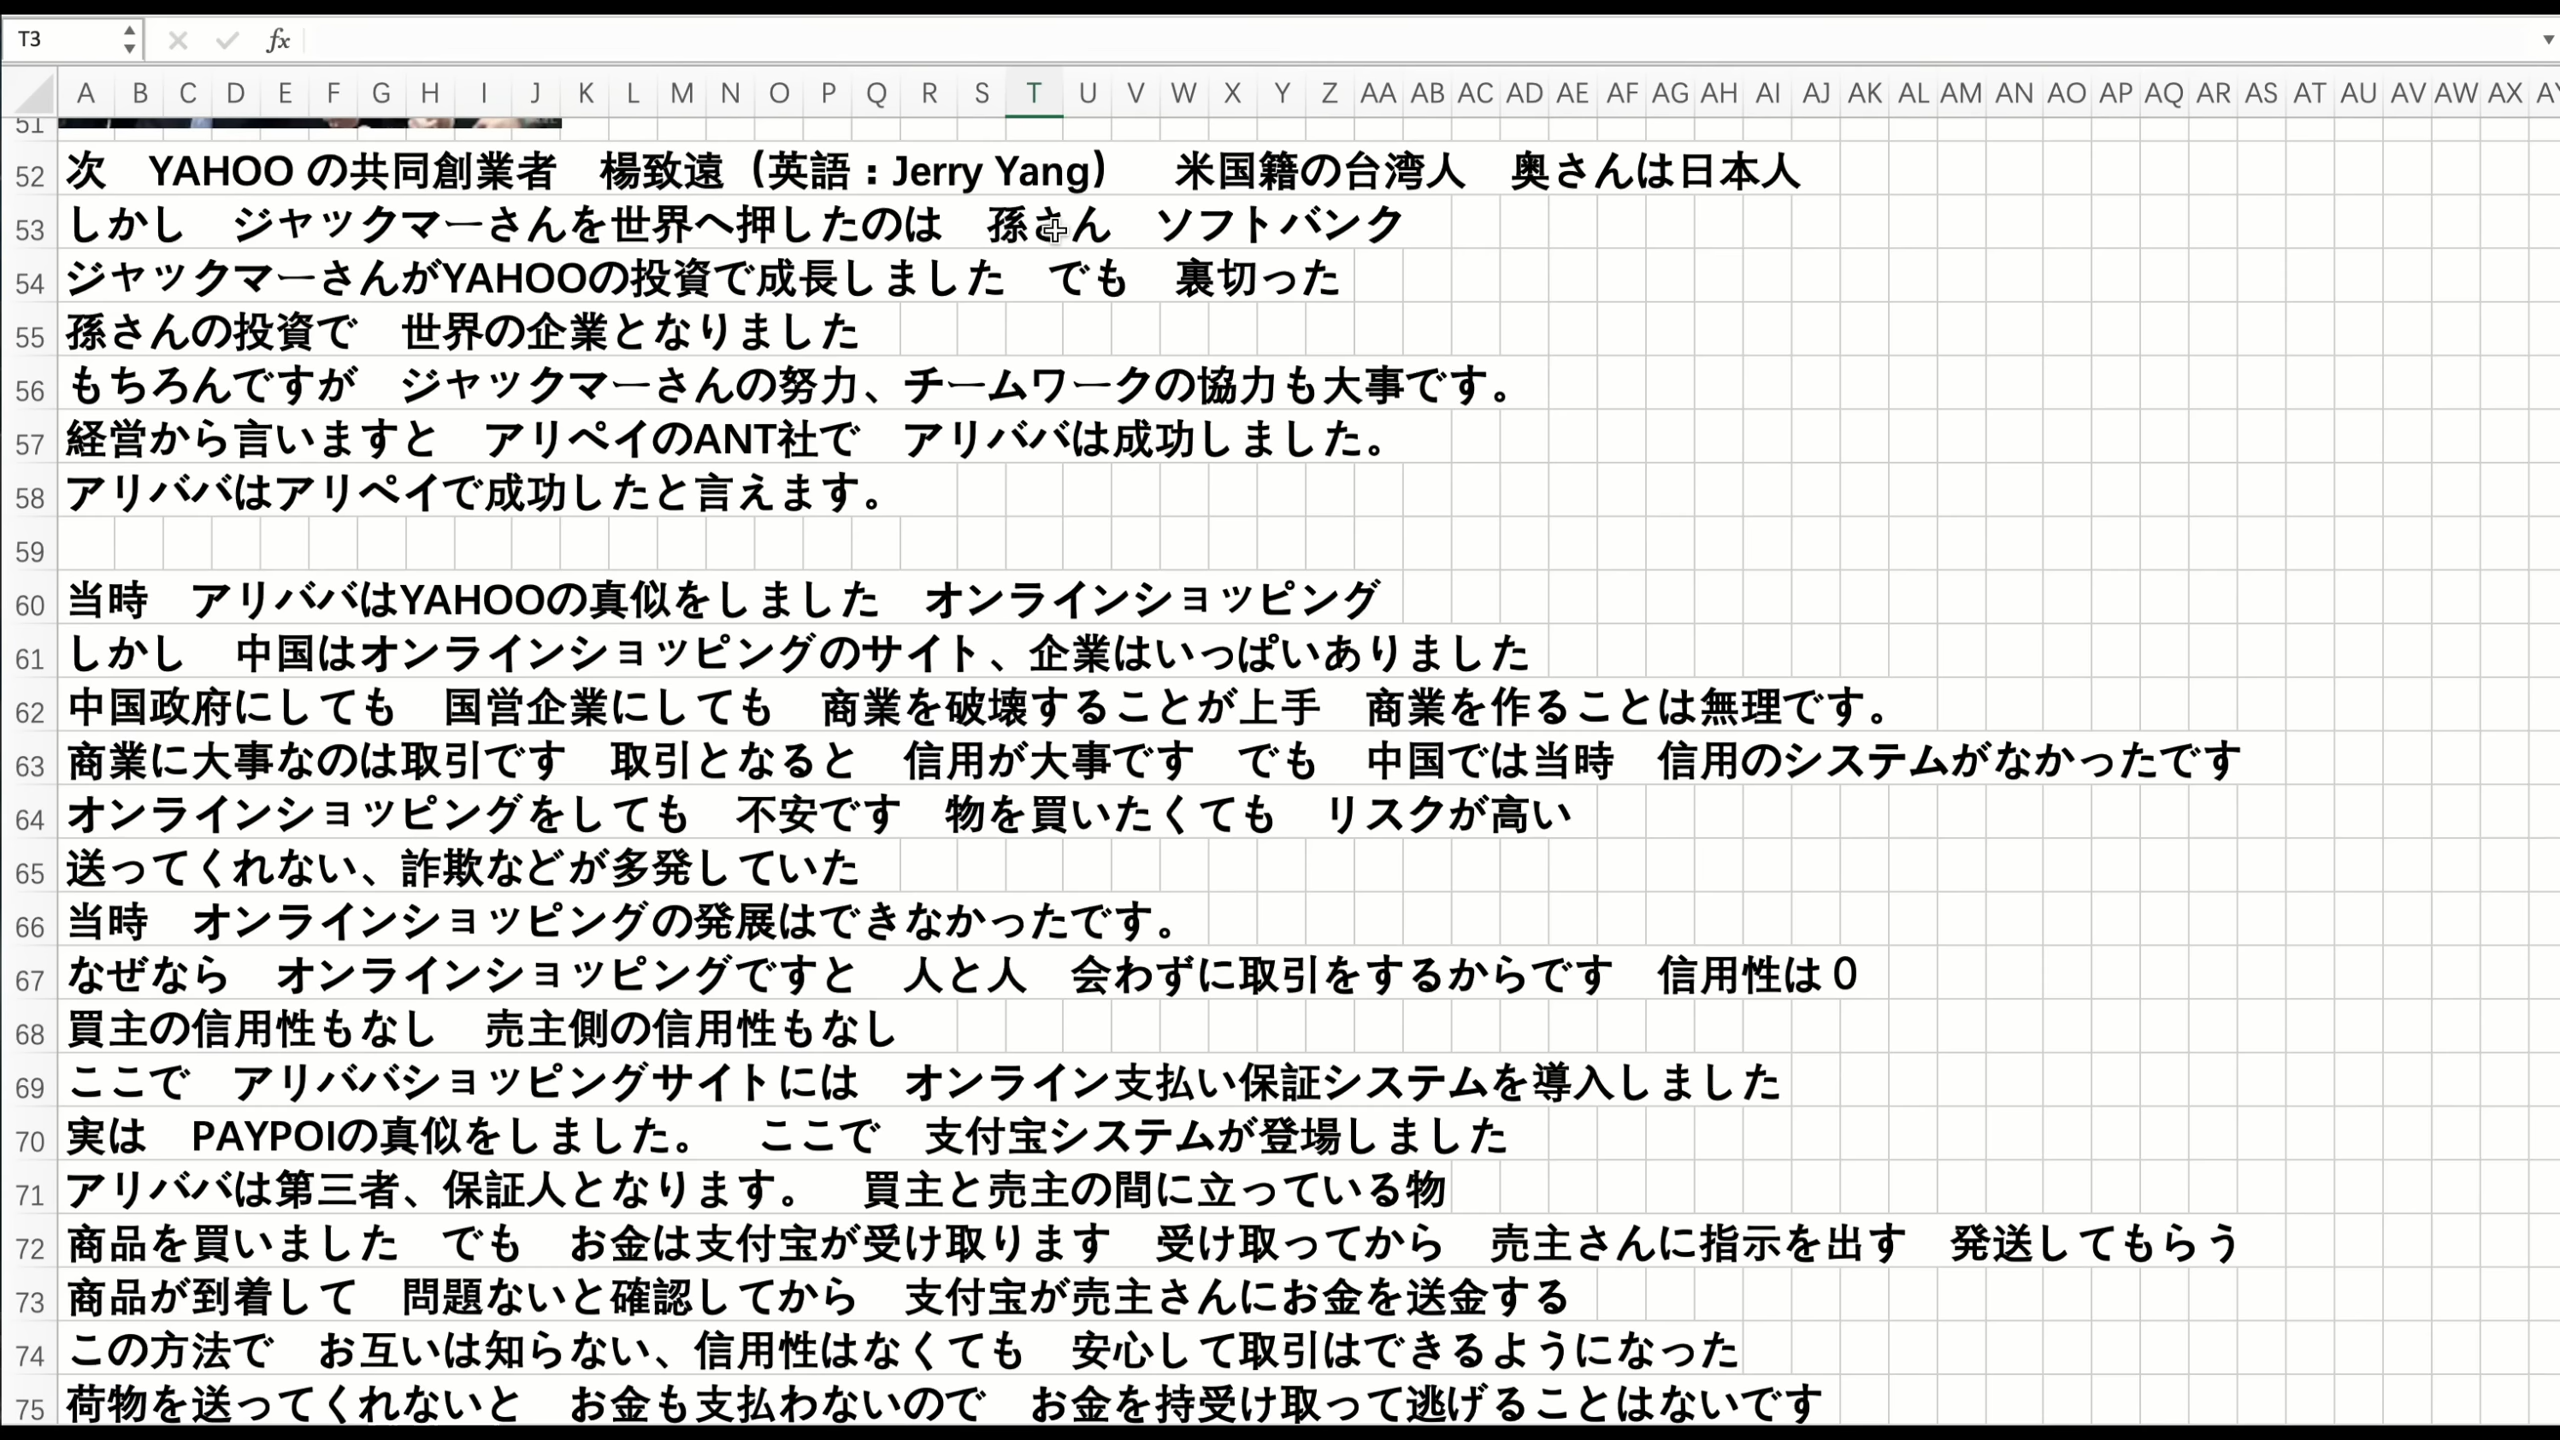 T3 fx
A B C D E F G H I J K L M N O P Q R S T U V W X Y Z AA AB AC AD AE AF AG AH AI AJ AK AL AM AN AO AP AQ AR AS AT AU AV AW AX
51
52 次　YAHOO の共同創業者　楊致遠（英語：Jerry Yang）　米国籍の台湾人　奥さんは日本人
53 しかし　ジャックマーさんを世界へ押したのは　孫さん　ソフトバンク
54 ジャックマーさんがYAHOOの投資で成長しました　でも　裏切った
55 孫さんの投資で　世界の企業となりました
56 もちろんですが　ジャックマーさんの努力、チームワークの協力も大事です。
57 経営から言いますと　アリペイのANT社で　アリババは成功しました。
58 アリババはアリペイで成功したと言えます。
59
60 当時　アリババはYAHOOの真似をしました　オンラインショッピング
61 しかし　中国はオンラインショッピングのサイト、企業はいっぱいありました
62 中国政府にしても　国営企業にしても　商業を破壊することが上手　商業を作ることは無理です。
63 商業に大事なのは取引です　取引となると　信用が大事です　でも　中国では当時　信用のシステムがなかったです
64 オンラインショッピングをしても　不安です　物を買いたくても　リスクが高い
65 送ってくれない、詐欺などが多発していた
66 当時　オンラインショッピングの発展はできなかったです。
67 なぜなら　オンラインショッピングですと　人と人　会わずに取引をするからです　信用性は０
68 買主の信用性もなし　売主側の信用性もなし
69 ここで　アリババショッピングサイトには　オンライン支払い保証システムを導入しました
70 実は　PAYPOIの真似をしました。　ここで　支付宝システムが登場しました
71 アリババは第三者、保証人となります。　買主と売主の間に立っている物
72 商品を買いました　でも　お金は支付宝が受け取ります　受け取ってから　売主さんに指示を出す　発送してもらう
73 商品が到着して　問題ないと確認してから　支付宝が売主さんにお金を送金する
74 この方法で　お互いは知らない、信用性はなくても　安心して取引はできるようになった
75 荷物を送ってくれないと　お金も支払わないので　お金を持受け取って逃げることはないです